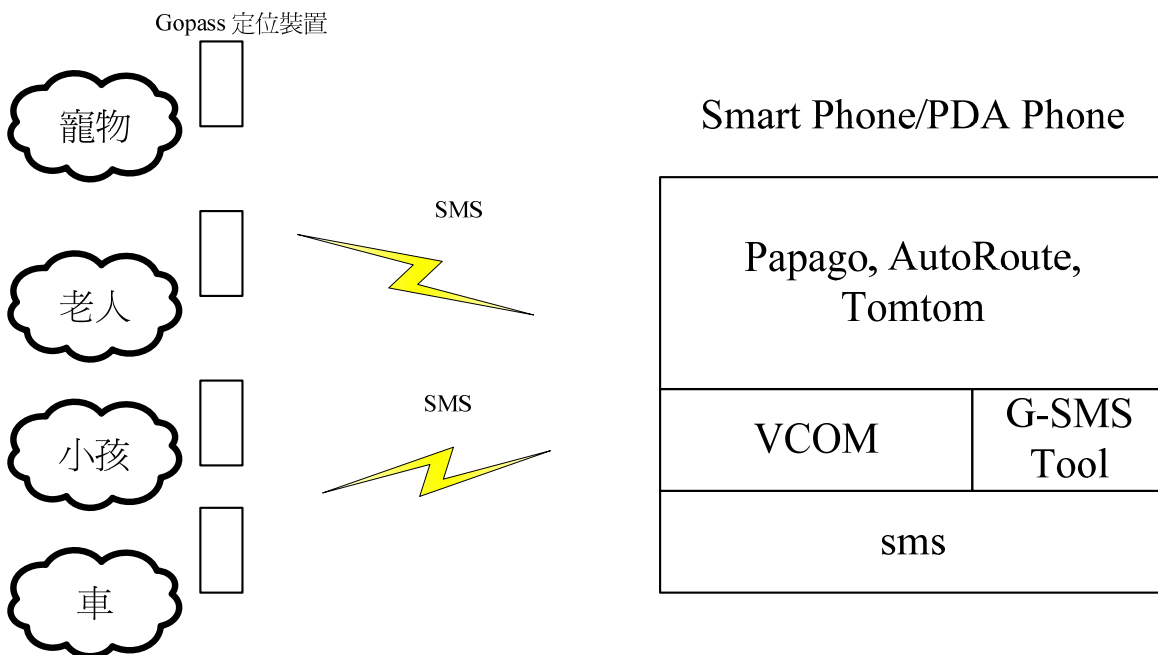 Gopass 定位裝置
寵物
老人
小孩
車
SMS
SMS
Smart Phone/PDA Phone
Papago, AutoRoute,
Tomtom
VCOM
G-SMS
Tool
sms